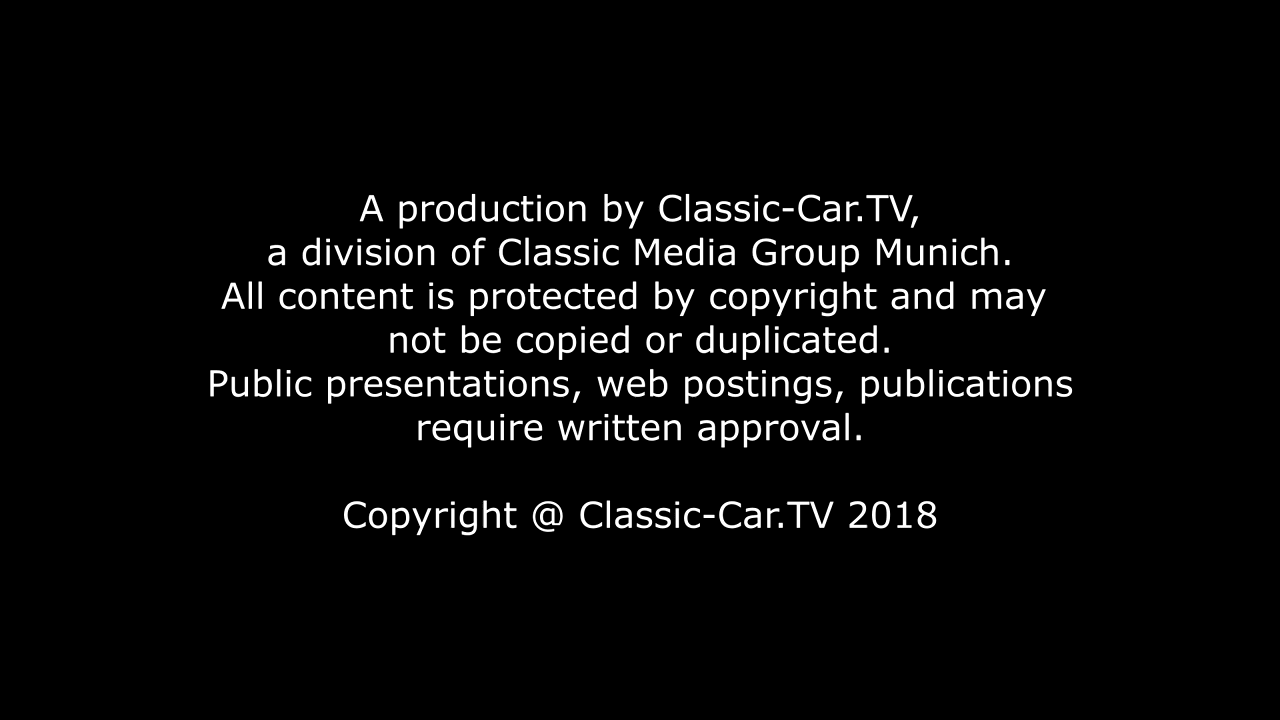 A production by Classic-Car.TV,
a division of Classic Media Group Munich.
All content is protected by copyright and may
not be copied or duplicated.
Public presentations, web postings, publications
require written approval.
Copyright @ Classic-Car.TV 2018